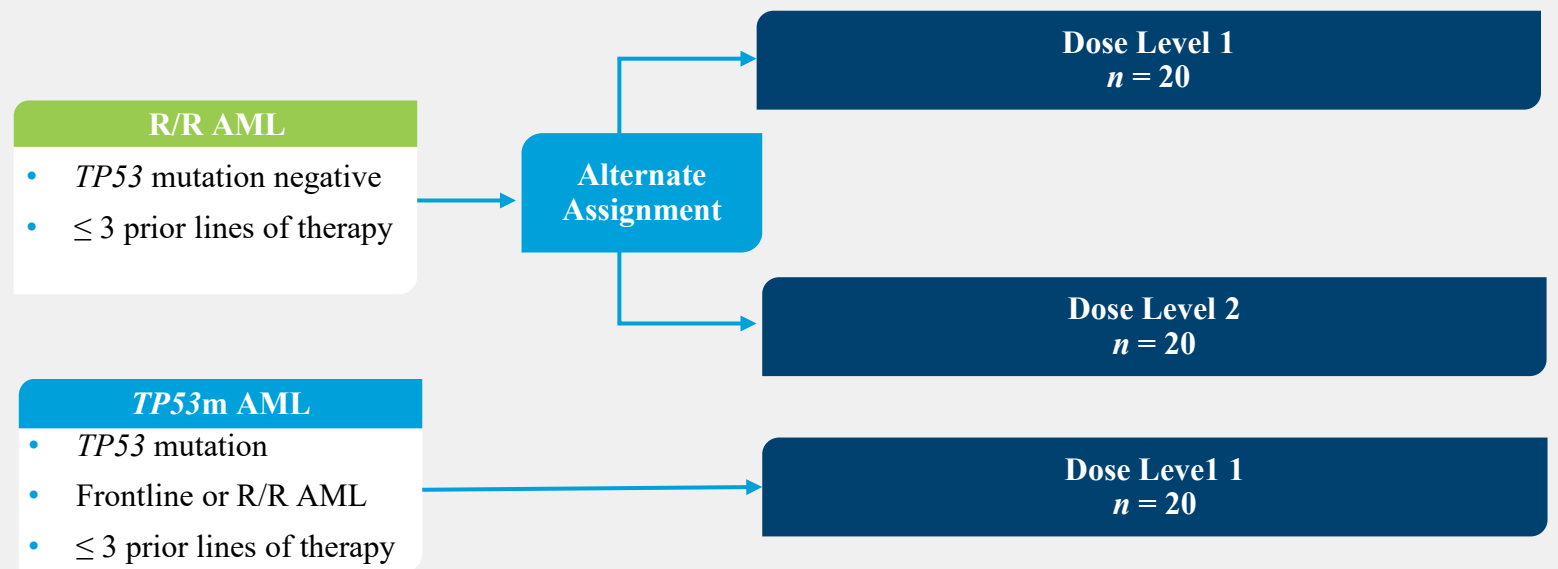 R/R AML
• TP53 mutation negative
• ≤ 3 prior lines of therapy
Alternate
Assignment
Dose Level 1
n = 20
Dose Level 2
n = 20
TP53m AML
• TP53 mutation
• Frontline or R/R AML
• ≤ 3 prior lines of therapy
Dose Leve1 1
n = 20